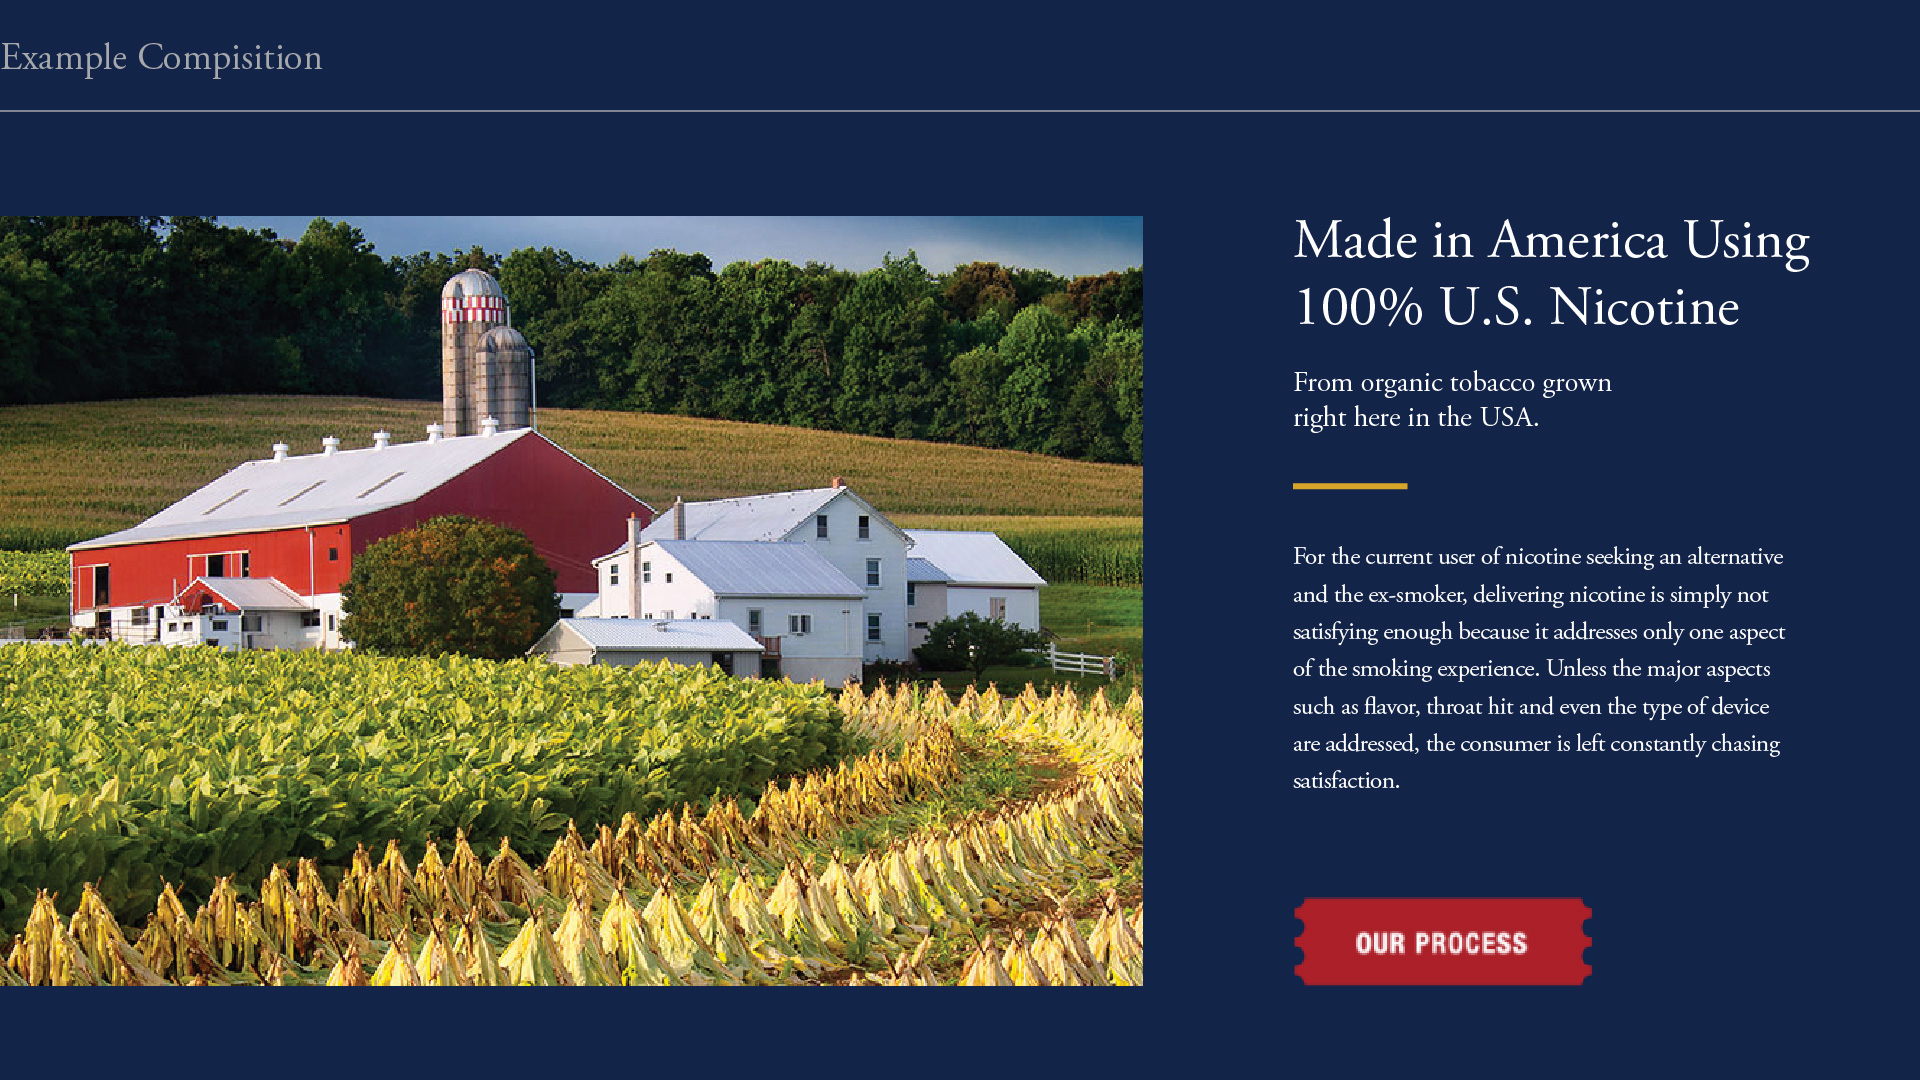 Example Compisition
Made in America Using
100% U.S. Nicotine
From organic tobacco grown
right here in the USA.
For the current user of nicotine seeking an alternative
and the ex-smoker, delivering nicotine is simply not
satisfying enough because it addresses only one aspect
of the smoking experience. Unless the major aspects
such as flavor, throat hit and even the type of device
are addressed, the consumer is left constantly chasing
satisfaction.
OUR PROCESS